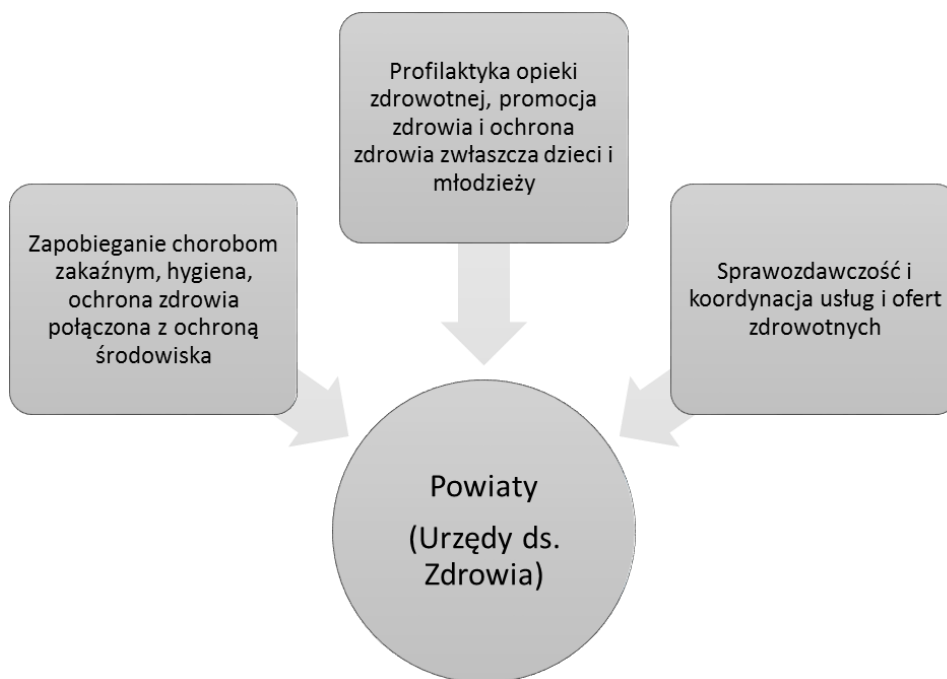 Profilaktyka opieki
zdrowotnej, promocja
zdrowia i ochrona
zdrowia zwłaszcza dzieci i
młodzieży
Zapobieganie chorobom
zakaźnym, hygiena,
ochrona zdrowia
połączona z ochroną
środowiska
Sprawozdawczość i
koordynacja usług i ofert
zdrowotnych
Powiaty
(Urzędy ds.
Zdrowia)